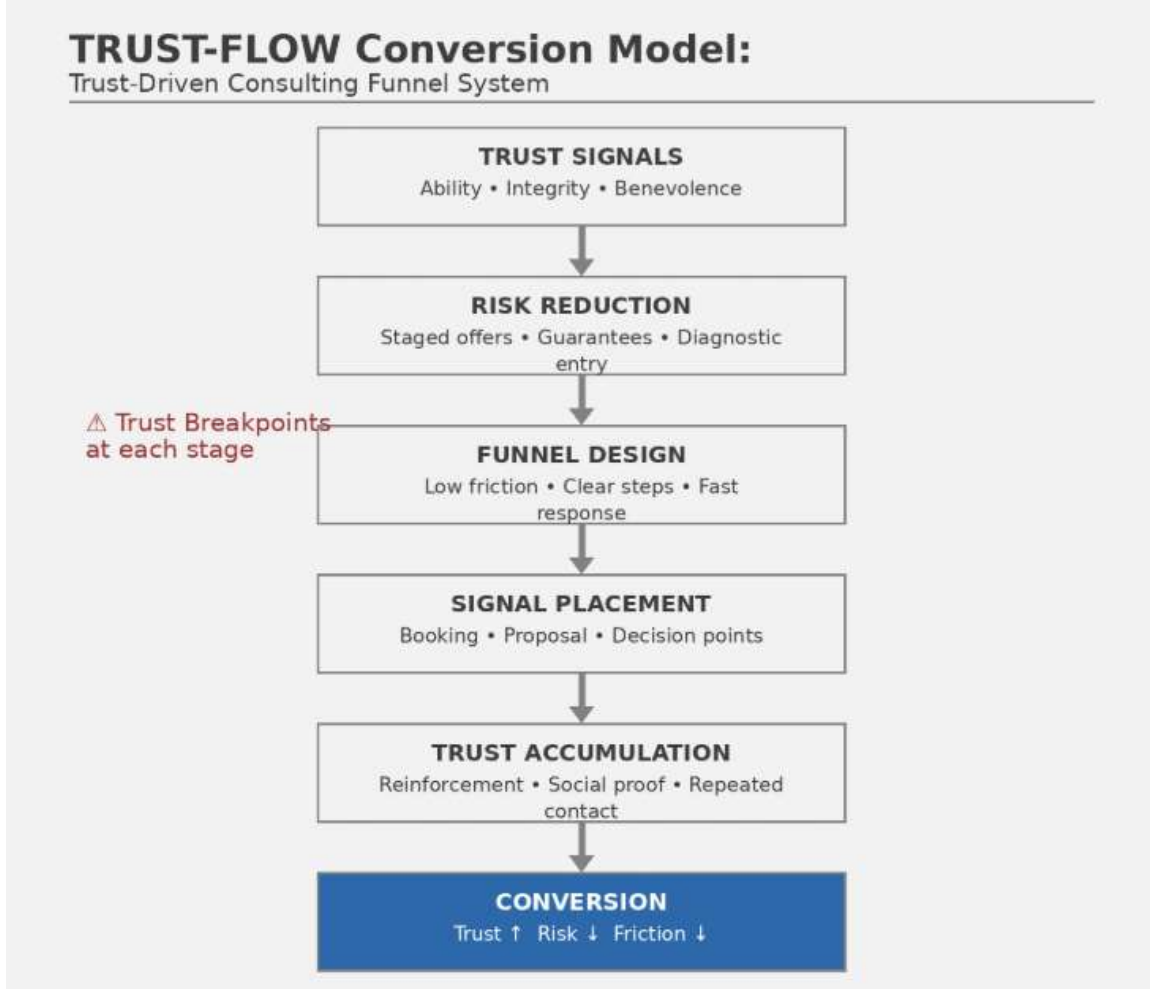 TRUST-FLOW Conversion Model:
Trust-Driven Consulting Funnel System
TRUST SIGNALS
Ability • Integrity • Benevolence
RISK REDUCTION
Staged offers • Guarantees • Diagnostic
entry
⚠ Trust Breakpoints
at each stage
FUNNEL DESIGN
Low friction • Clear steps • Fast
response
SIGNAL PLACEMENT
Booking • Proposal • Decision points
TRUST ACCUMULATION
Reinforcement • Social proof • Repeated
contact
CONVERSION
Trust ↑ Risk ↓ Friction ↓